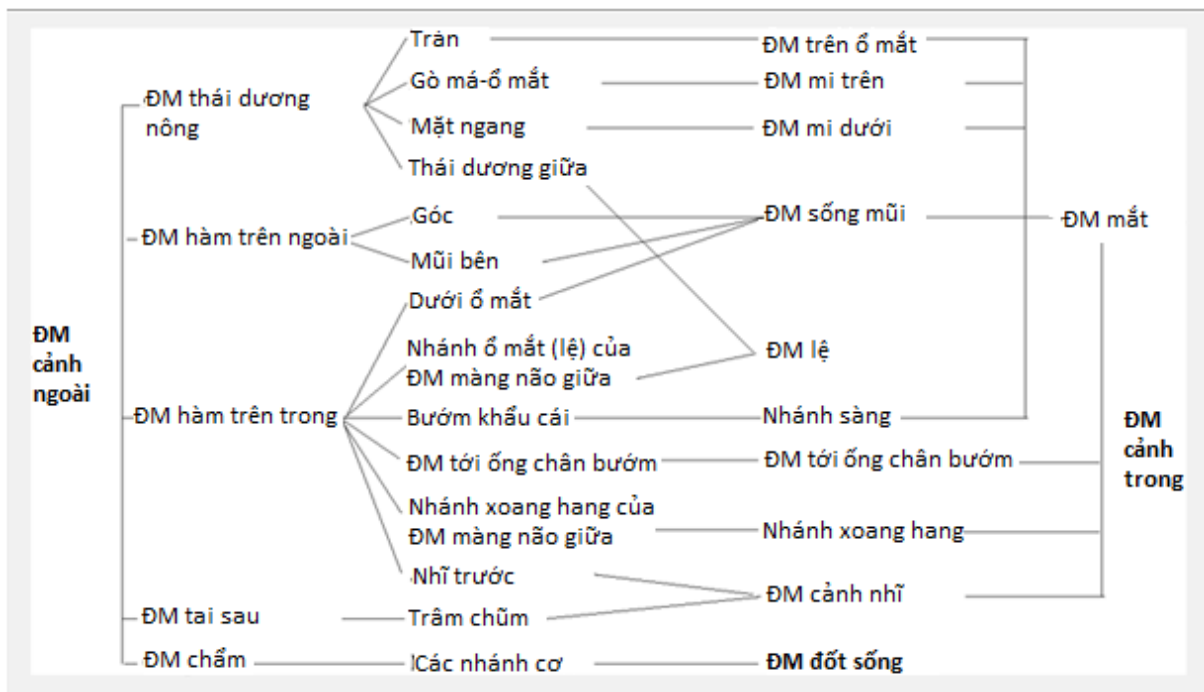 Trán
ĐM trên ổ mắt
Gò má-ổ mắt
ĐM mi trên
ĐM thái dương
nông
Mặt ngang
ĐM mi dưới
Thái dương giữa
Góc
ĐM sống mũi
ĐM mắt
ĐM hàm trên ngoài
Mũi bên
Dưới ổ mắt
ĐM
cảnh
ngoài
Nhánh ổ mắt (lệ) của
ĐM màng não giữa
ĐM lệ
ĐM hàm trên trong
Bướm khẩu cái
Nhánh sàng
ĐM
cảnh
trong
ĐM tới ống chân bướm
ĐM tới ống chân bướm
Nhánh xoang hang của
ĐM màng não giữa
Nhánh xoang hang
Nhĩ trước
ĐM cảnh nhĩ
ĐM tai sau
Trâm chũm
ĐM chẩm
Các nhánh cơ
ĐM đốt sống